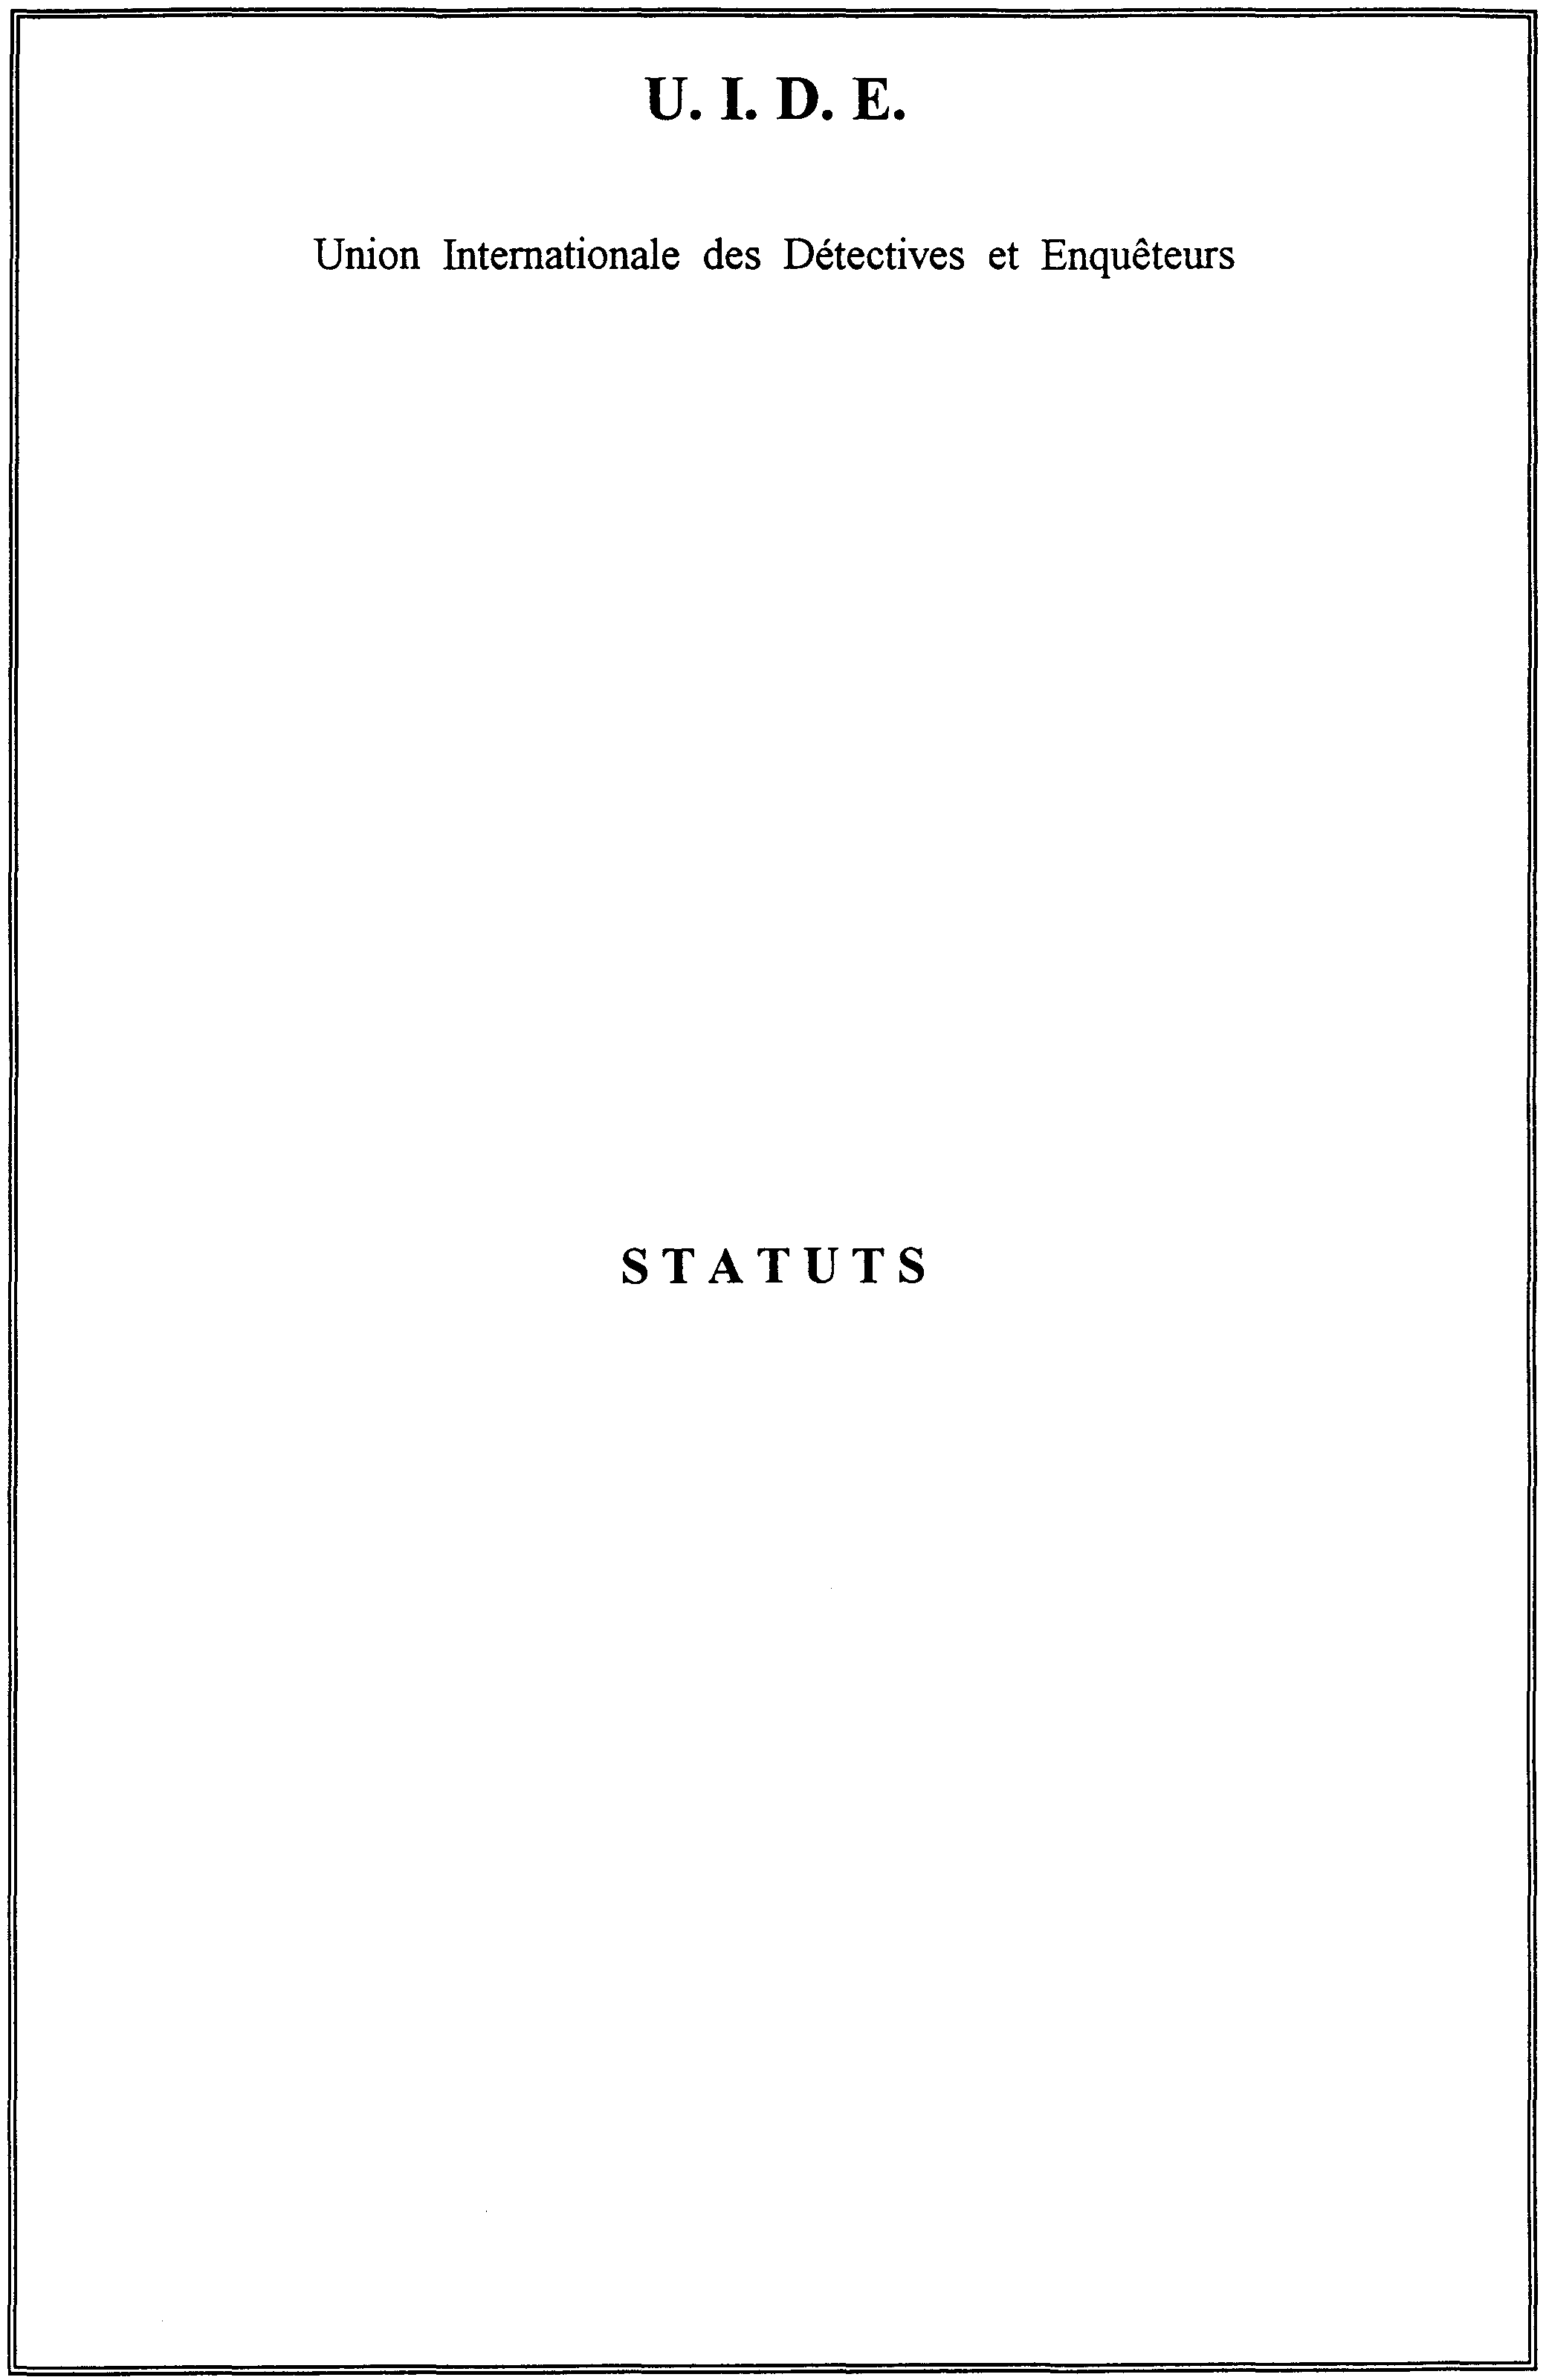 U. I. D. E.
Union Internationale des Détectives et Enquêteurs
STATUTS